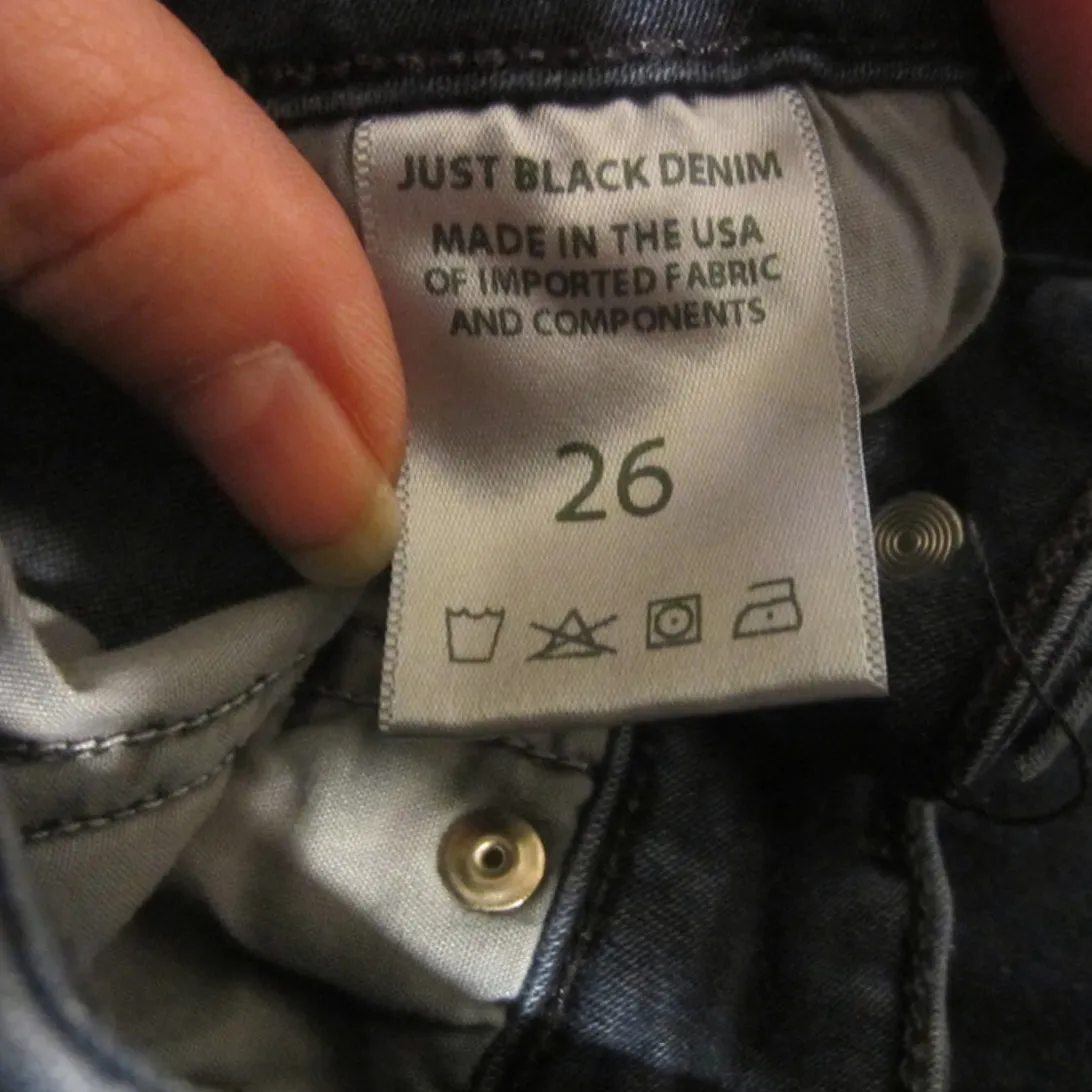 JUST BLACK DENIM
MADE IN THE USA
OF IMPORTED FABRIC
AND COMPONENTS
26